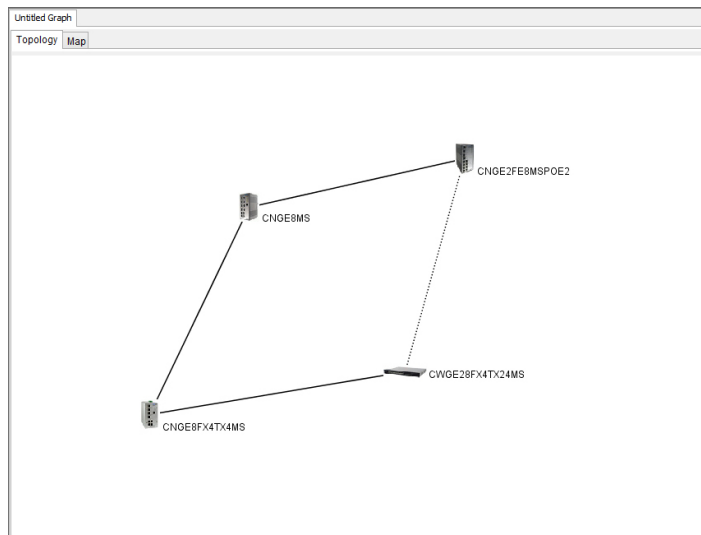 Untitled Graph
Topology Map
CNGE2FE8MSPOE2
CNGE8MS
CWGE28FX4TX24MS
CNGE8FX4TX4MS